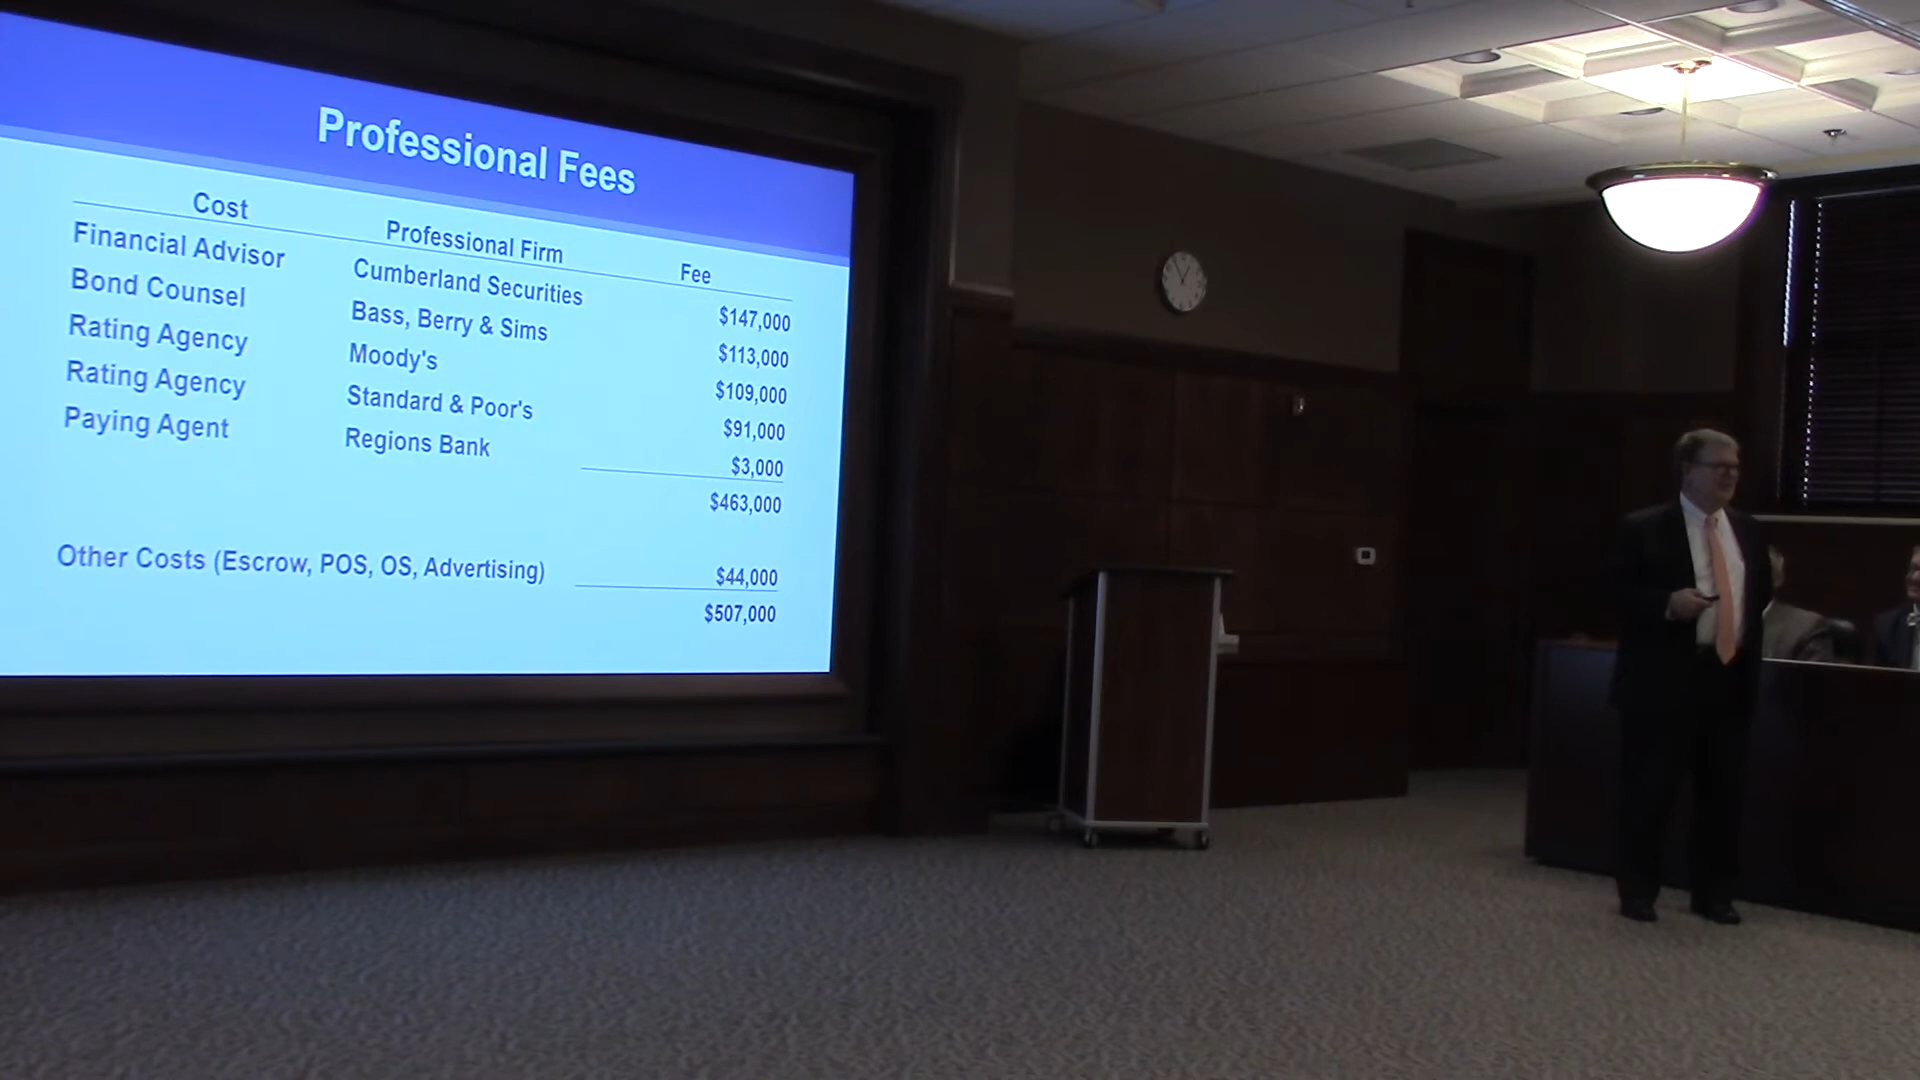 Professional Fees
Cost Professional Firm Fee
Financial Advisor Cumberland Securities $147,000
Bond Counsel Bass, Berry & Sims $113,000
Rating Agency Moody's $109,000
Rating Agency Standard & Poor's $91,000
Paying Agent Regions Bank $3,000
$463,000
Other Costs (Escrow, POS, OS, Advertising) $44,000
$507,000